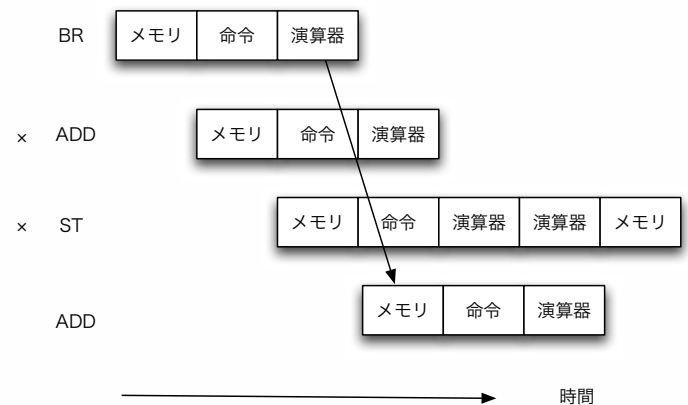 BR メモリ 命令 演算器
× ADD メモリ 命令 演算器
× ST メモリ 命令 演算器 演算器 メモリ
ADD メモリ 命令 演算器
時間